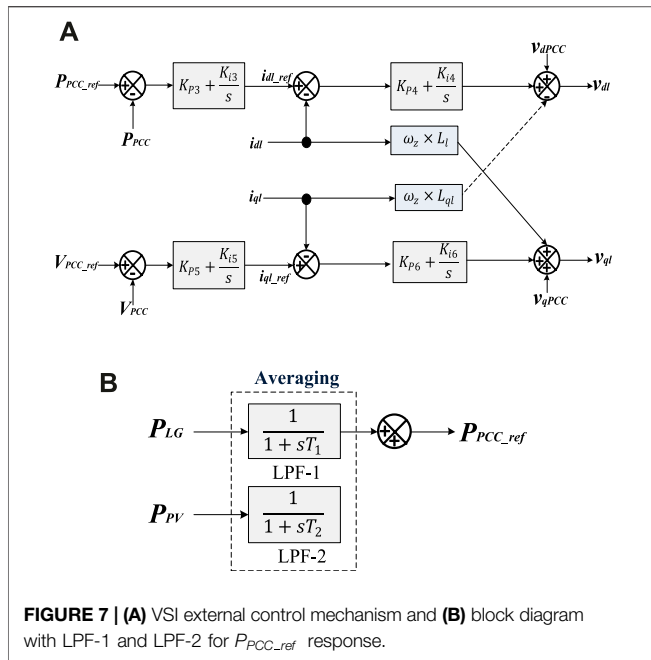 A
v_dPCC
P_PCC_ref
K_P3 + K_i3/s
i_dl_ref
K_P4 + K_i4/s
v_dl
P_PCC
i_dl
ω_z × L_l
i_ql
ω_z × L_ql
V_PCC_ref
K_P5 + K_i5/s
i_ql_ref
K_P6 + K_i6/s
v_ql
V_PCC
v_qPCC
B
Averaging
P_LG
1/(1 + sT_1)
P_PCC_ref
LPF-1
P_PV
1/(1 + sT_2)
LPF-2
FIGURE 7 | (A) VSI external control mechanism and (B) block diagram
with LPF-1 and LPF-2 for P_PCC_ref response.